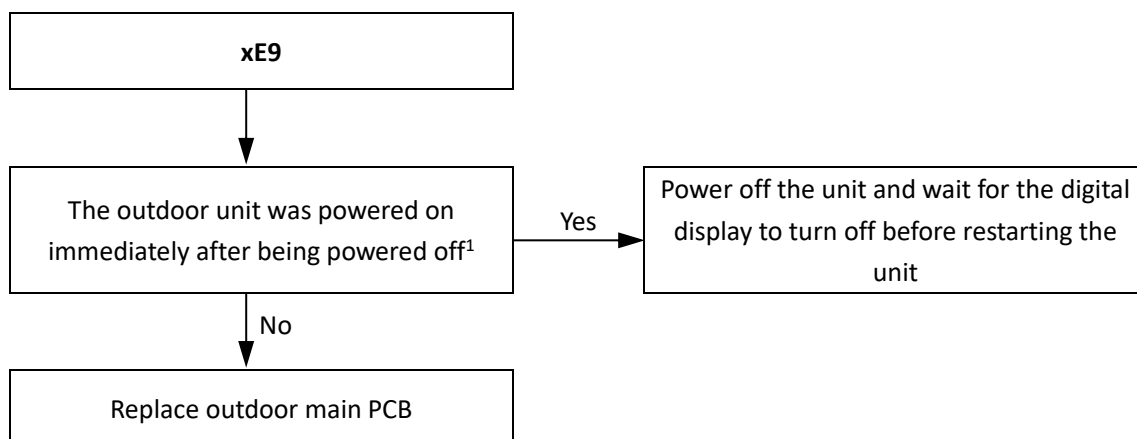 xE9
The outdoor unit was powered on
immediately after being powered off¹
Yes
Power off the unit and wait for the digital
display to turn off before restarting the
unit
No
Replace outdoor main PCB